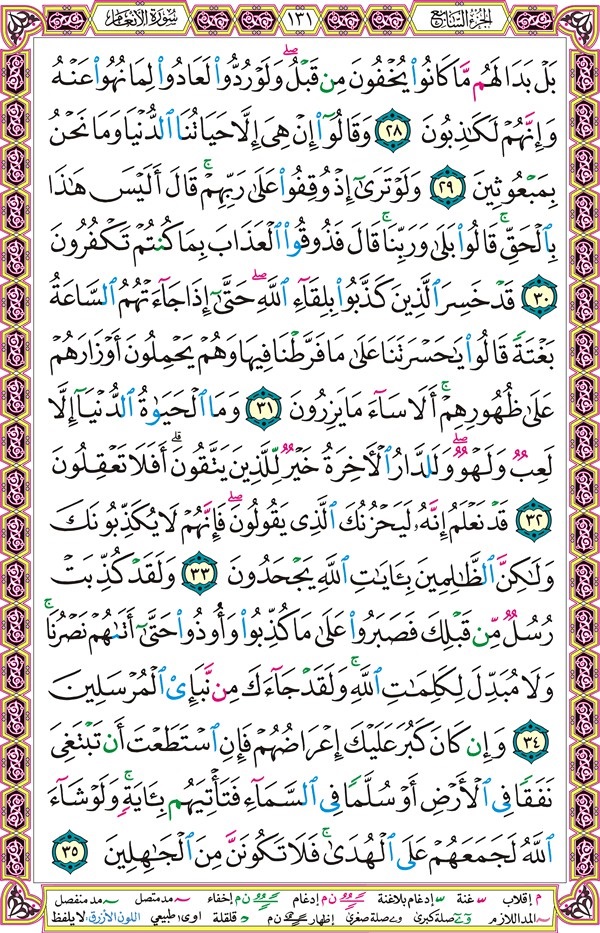 الجزء السابع ١٣١ سورة الأنعام
بَلۡ بَدَا لَهُم مَّا كَانُوا۟ يُخۡفُونَ مِن قَبۡلُۖ وَلَوۡ رُدُّوا۟ لَعَادُوا۟ لِمَا نُهُوا۟ عَنۡهُ
وَإِنَّهُمۡ لَكَـٰذِبُونَ ٢٨ وَقَالُوٓا۟ إِنۡ هِىَ إِلَّا حَيَاتُنَا ٱلدُّنۡيَا وَمَا نَحۡنُ
بِمَبۡعُوثِينَ ٢٩ وَلَوۡ تَرَىٰٓ إِذۡ وُقِفُوا۟ عَلَىٰ رَبِّهِمۡۚ قَالَ أَلَيۡسَ هَـٰذَا
بِٱلۡحَقِّۚ قَالُوا۟ بَلَىٰ وَرَبِّنَاۚ قَالَ فَذُوقُوا۟ ٱلۡعَذَابَ بِمَا كُنتُمۡ تَكۡفُرُونَ
٣٠ قَدۡ خَسِرَ ٱلَّذِينَ كَذَّبُوا۟ بِلِقَآءِ ٱللَّهِۖ حَتَّىٰٓ إِذَا جَآءَتۡهُمُ ٱلسَّاعَةُ
بَغۡتَةً قَالُوا۟ يَـٰحَسۡرَتَنَا عَلَىٰ مَا فَرَّطۡنَا فِيهَا وَهُمۡ يَحۡمِلُونَ أَوۡزَارَهُمۡ
عَلَىٰ ظُهُورِهِمۡۚ أَلَا سَآءَ مَا يَزِرُونَ ٣١ وَمَا ٱلۡحَيَوٰةُ ٱلدُّنۡيَآ إِلَّا
لَعِبٌ وَلَهۡوٌۖ وَلَلدَّارُ ٱلۡـَٔاخِرَةُ خَيۡرٌ لِّلَّذِينَ يَتَّقُونَۗ أَفَلَا تَعۡقِلُونَ
٣٢ قَدۡ نَعۡلَمُ إِنَّهُۥ لَيَحۡزُنُكَ ٱلَّذِى يَقُولُونَۖ فَإِنَّهُمۡ لَا يُكَذِّبُونَكَ
وَلَـٰكِنَّ ٱلظَّـٰلِمِينَ بِـَٔايَـٰتِ ٱللَّهِ يَجۡحَدُونَ ٣٣ وَلَقَدۡ كُذِّبَتۡ
رُسُلٌ مِّن قَبۡلِكَ فَصَبَرُوا۟ عَلَىٰ مَا كُذِّبُوا۟ وَأُوذُوا۟ حَتَّىٰٓ أَتَىٰهُمۡ نَصۡرُنَاۚ
وَلَا مُبَدِّلَ لِكَلِمَـٰتِ ٱللَّهِۚ وَلَقَدۡ جَآءَكَ مِن نَّبَإِى۟ ٱلۡمُرۡسَلِينَ
٣٤ وَإِن كَانَ كَبُرَ عَلَيۡكَ إِعۡرَاضُهُمۡ فَإِنِ ٱسۡتَطَعۡتَ أَن تَبۡتَغِىَ
نَفَقًا فِى ٱلۡأَرۡضِ أَوۡ سُلَّمًا فِى ٱلسَّمَآءِ فَتَأۡتِيَهُم بِـَٔايَةٍۚ وَلَوۡ شَآءَ
ٱللَّهُ لَجَمَعَهُمۡ عَلَى ٱلۡهُدَىٰۚ فَلَا تَكُونَنَّ مِنَ ٱلۡجَـٰهِلِينَ ٣٥
م إقلاب غنة إدغام بلاغنة ن م إدغام ن م إخفاء مد متصل مد منفصل
المد اللازم صلة كبرى صلة صغرى إظهار ن م قلقلة اوى طبيعي اللون الأزرق: لا يلفظ